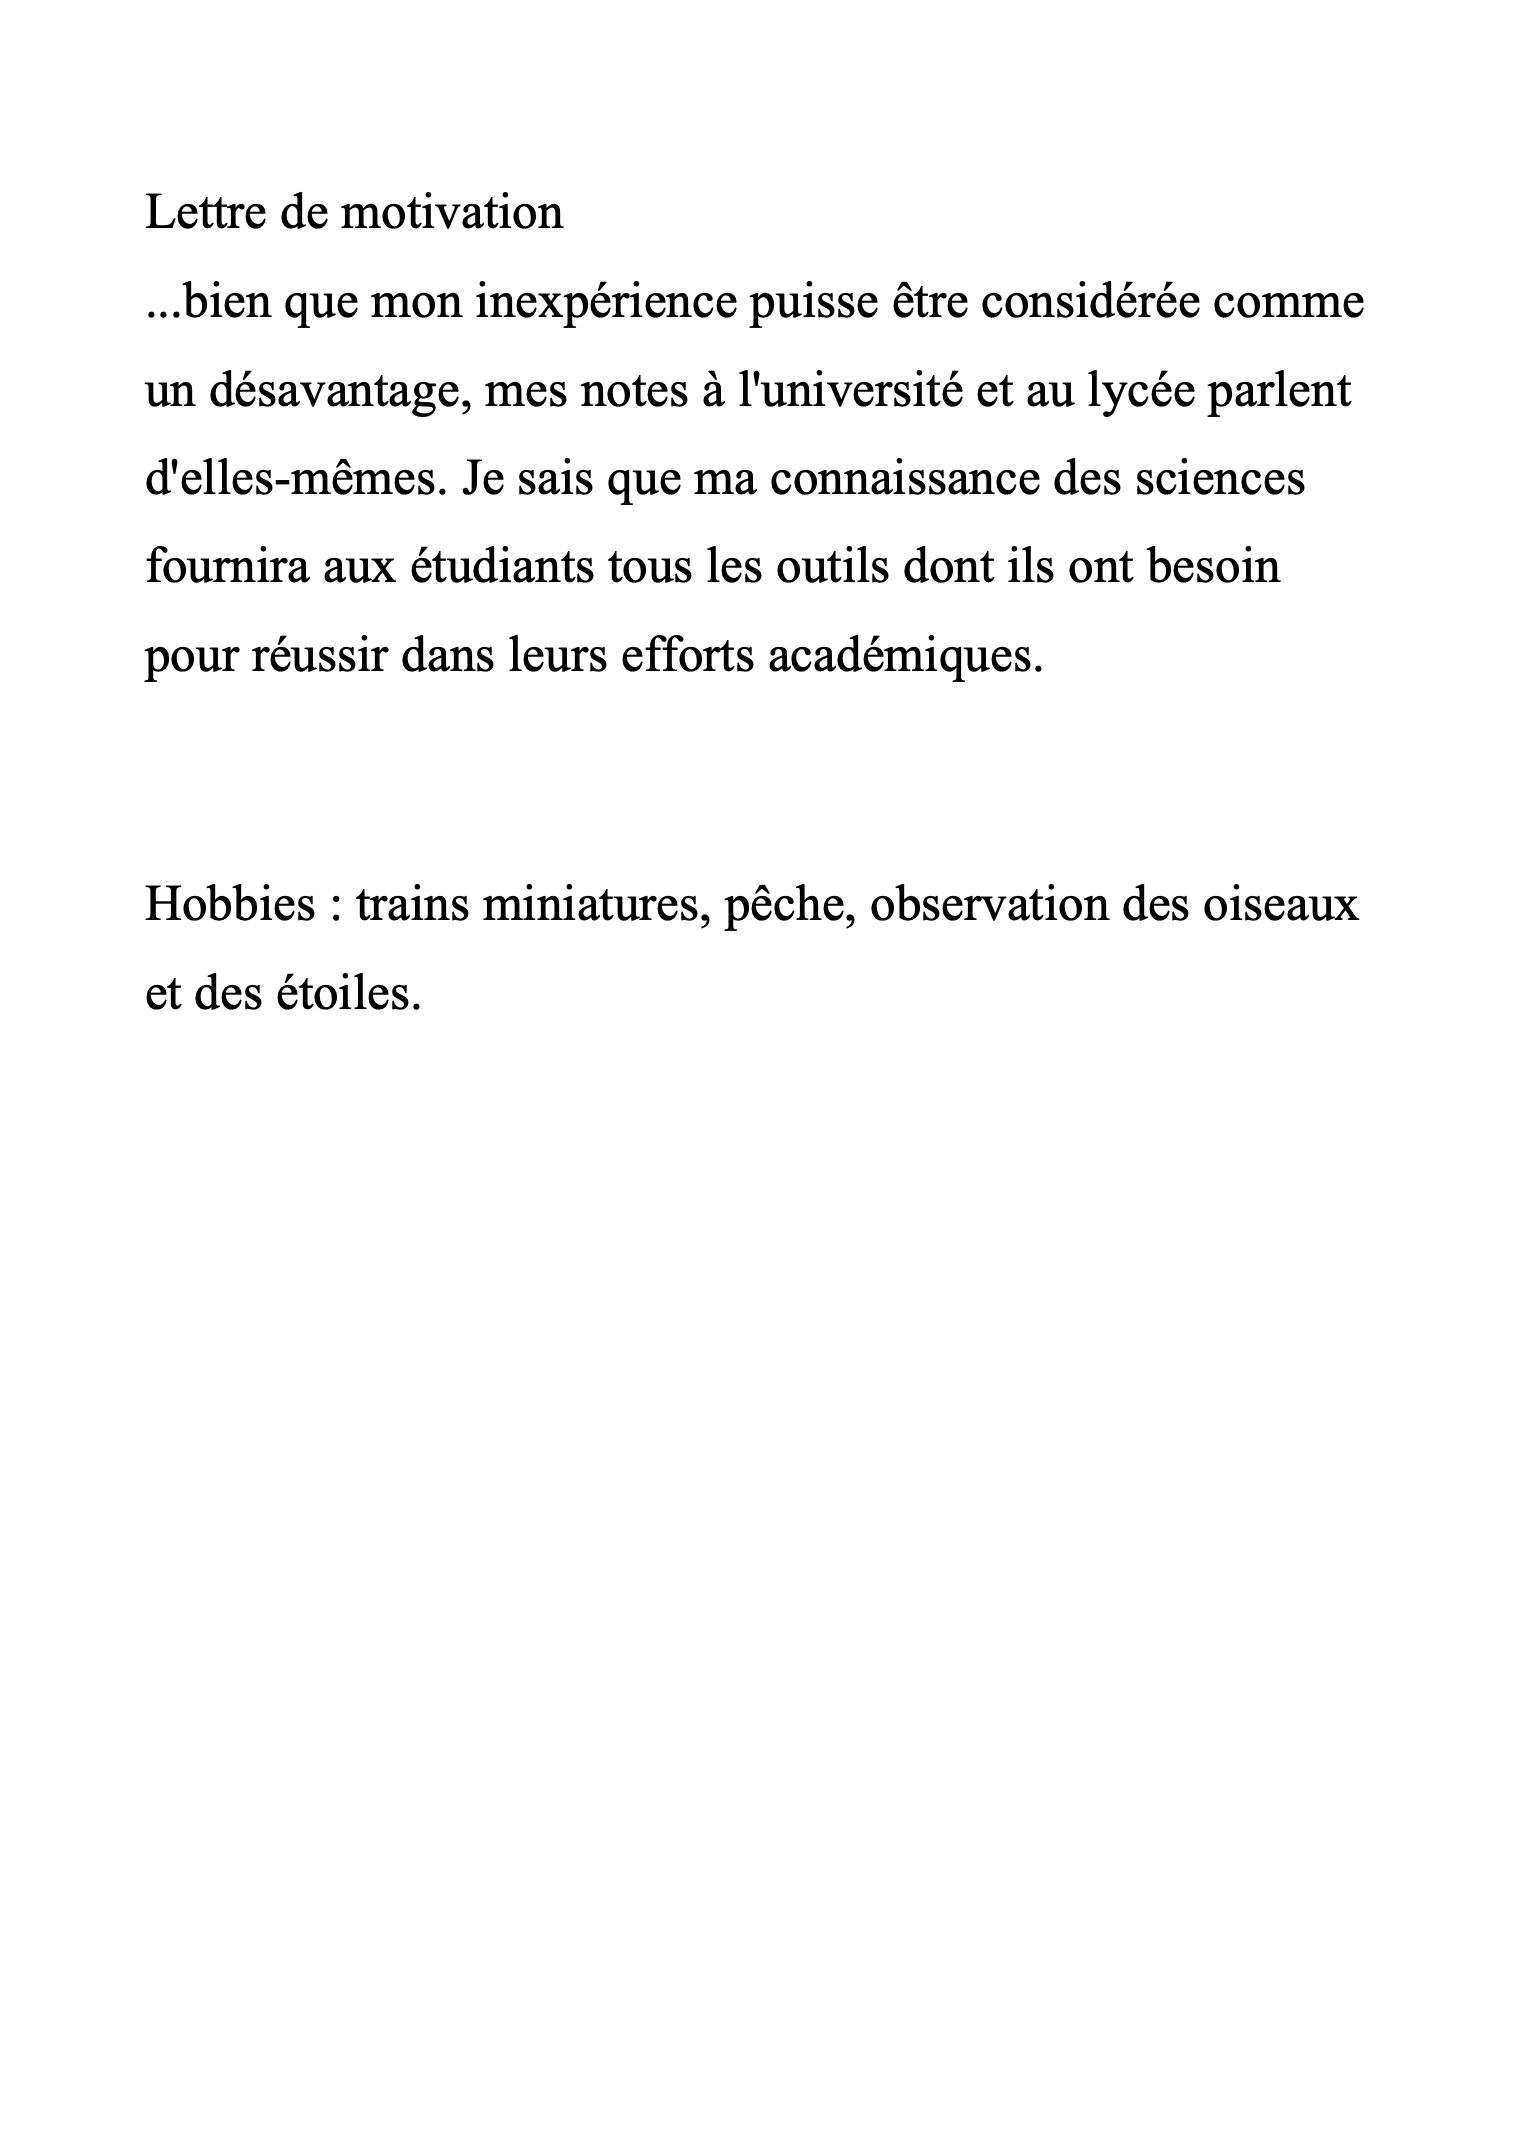 Lettre de motivation
...bien que mon inexpérience puisse être considérée comme
un désavantage, mes notes à l'université et au lycée parlent
d'elles-mêmes. Je sais que ma connaissance des sciences
fournira aux étudiants tous les outils dont ils ont besoin
pour réussir dans leurs efforts académiques.
Hobbies : trains miniatures, pêche, observation des oiseaux
et des étoiles.